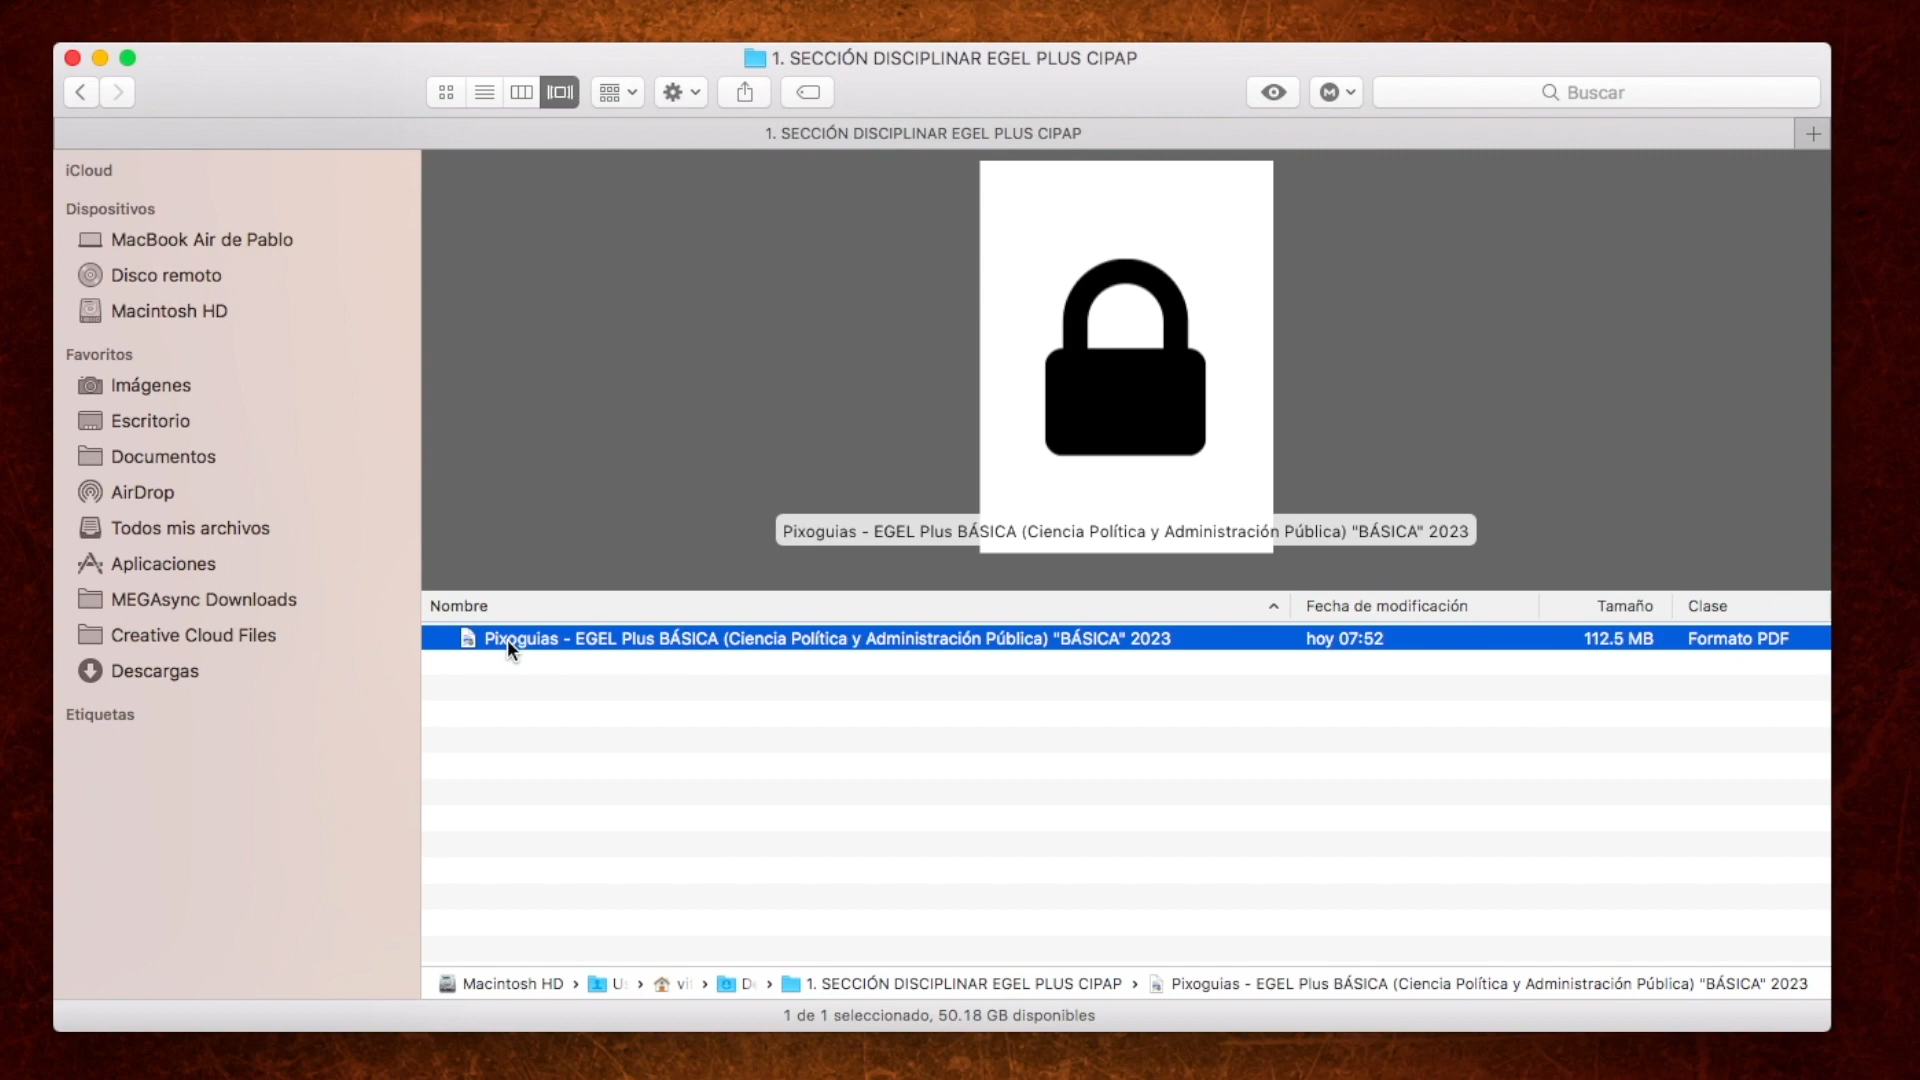 1. SECCIÓN DISCIPLINAR EGEL PLUS CIPAP
Buscar
1. SECCIÓN DISCIPLINAR EGEL PLUS CIPAP
iCloud
Dispositivos
MacBook Air de Pablo
Disco remoto
Macintosh HD
Favoritos
Imágenes
Escritorio
Documentos
AirDrop
Todos mis archivos
Aplicaciones
MEGAsync Downloads
Creative Cloud Files
Descargas
Etiquetas
Pixoguias - EGEL Plus BÁSICA (Ciencia Política y Administración Pública) "BÁSICA" 2023
Nombre Fecha de modificación Tamaño Clase
Pixoguias - EGEL Plus BÁSICA (Ciencia Política y Administración Pública) "BÁSICA" 2023 hoy 07:52 112.5 MB Formato PDF
Macintosh HD › › › › 1. SECCIÓN DISCIPLINAR EGEL PLUS CIPAP › Pixoguias - EGEL Plus BÁSICA (Ciencia Política y Administración Pública) "BÁSICA" 2023
1 de 1 seleccionado, 50.18 GB disponibles